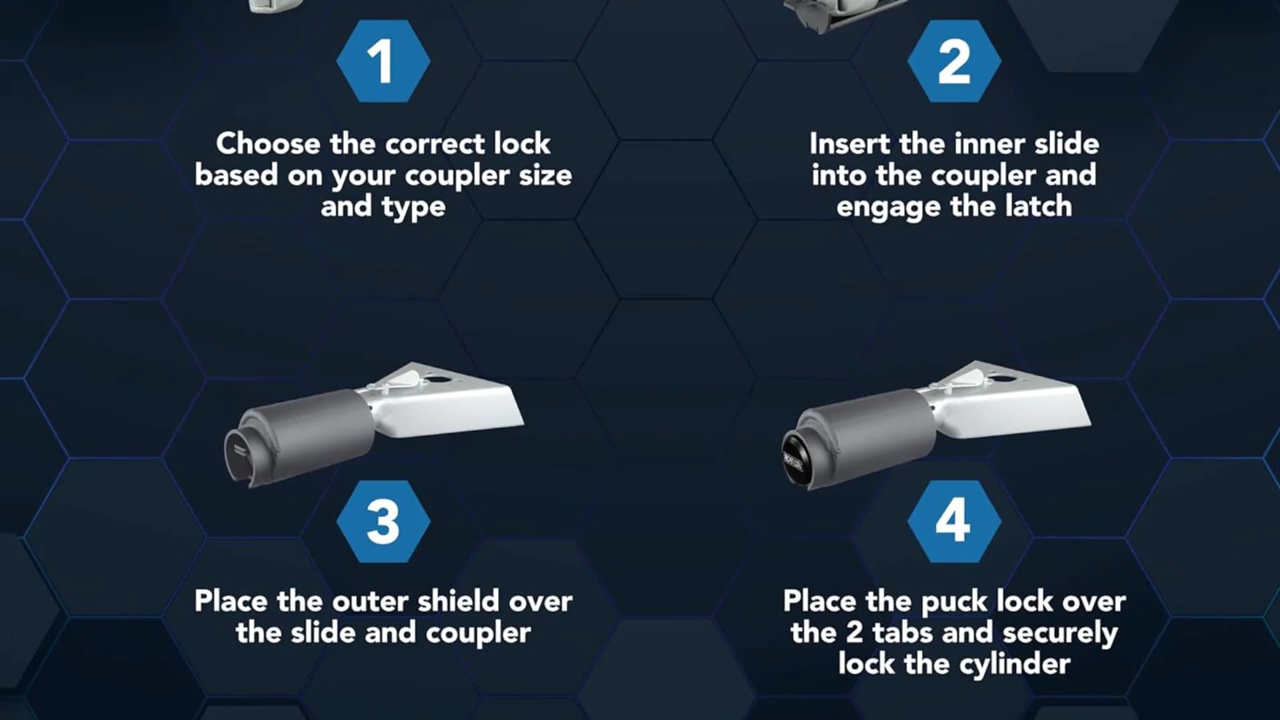 1
Choose the correct lock
based on your coupler size
and type
2
Insert the inner slide
into the coupler and
engage the latch
3
Place the outer shield over
the slide and coupler
4
Place the puck lock over
the 2 tabs and securely
lock the cylinder